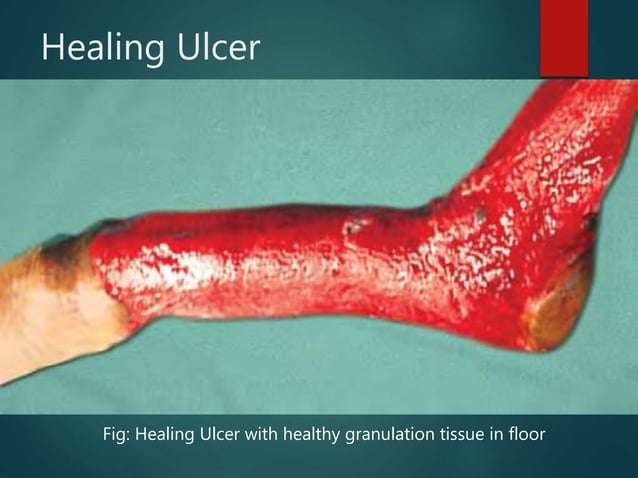 Healing Ulcer
Fig: Healing Ulcer with healthy granulation tissue in floor